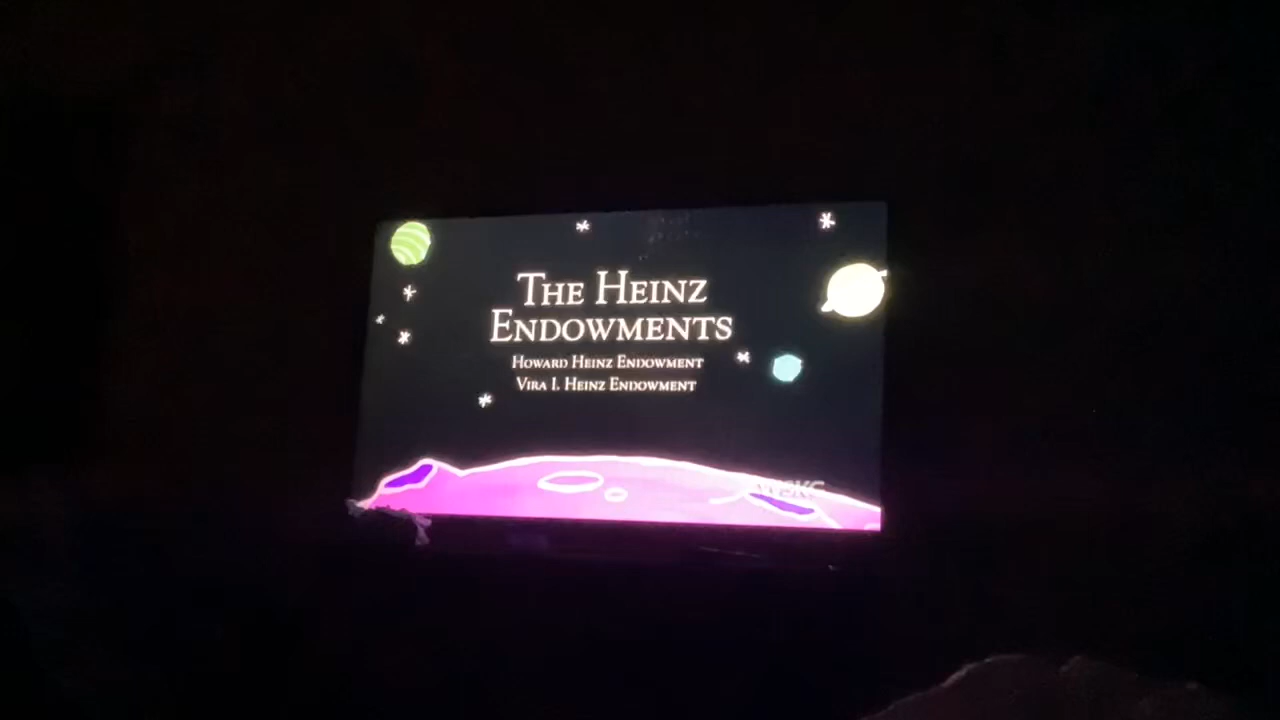 The Heinz
Endowments
Howard Heinz Endowment
Vira I. Heinz Endowment